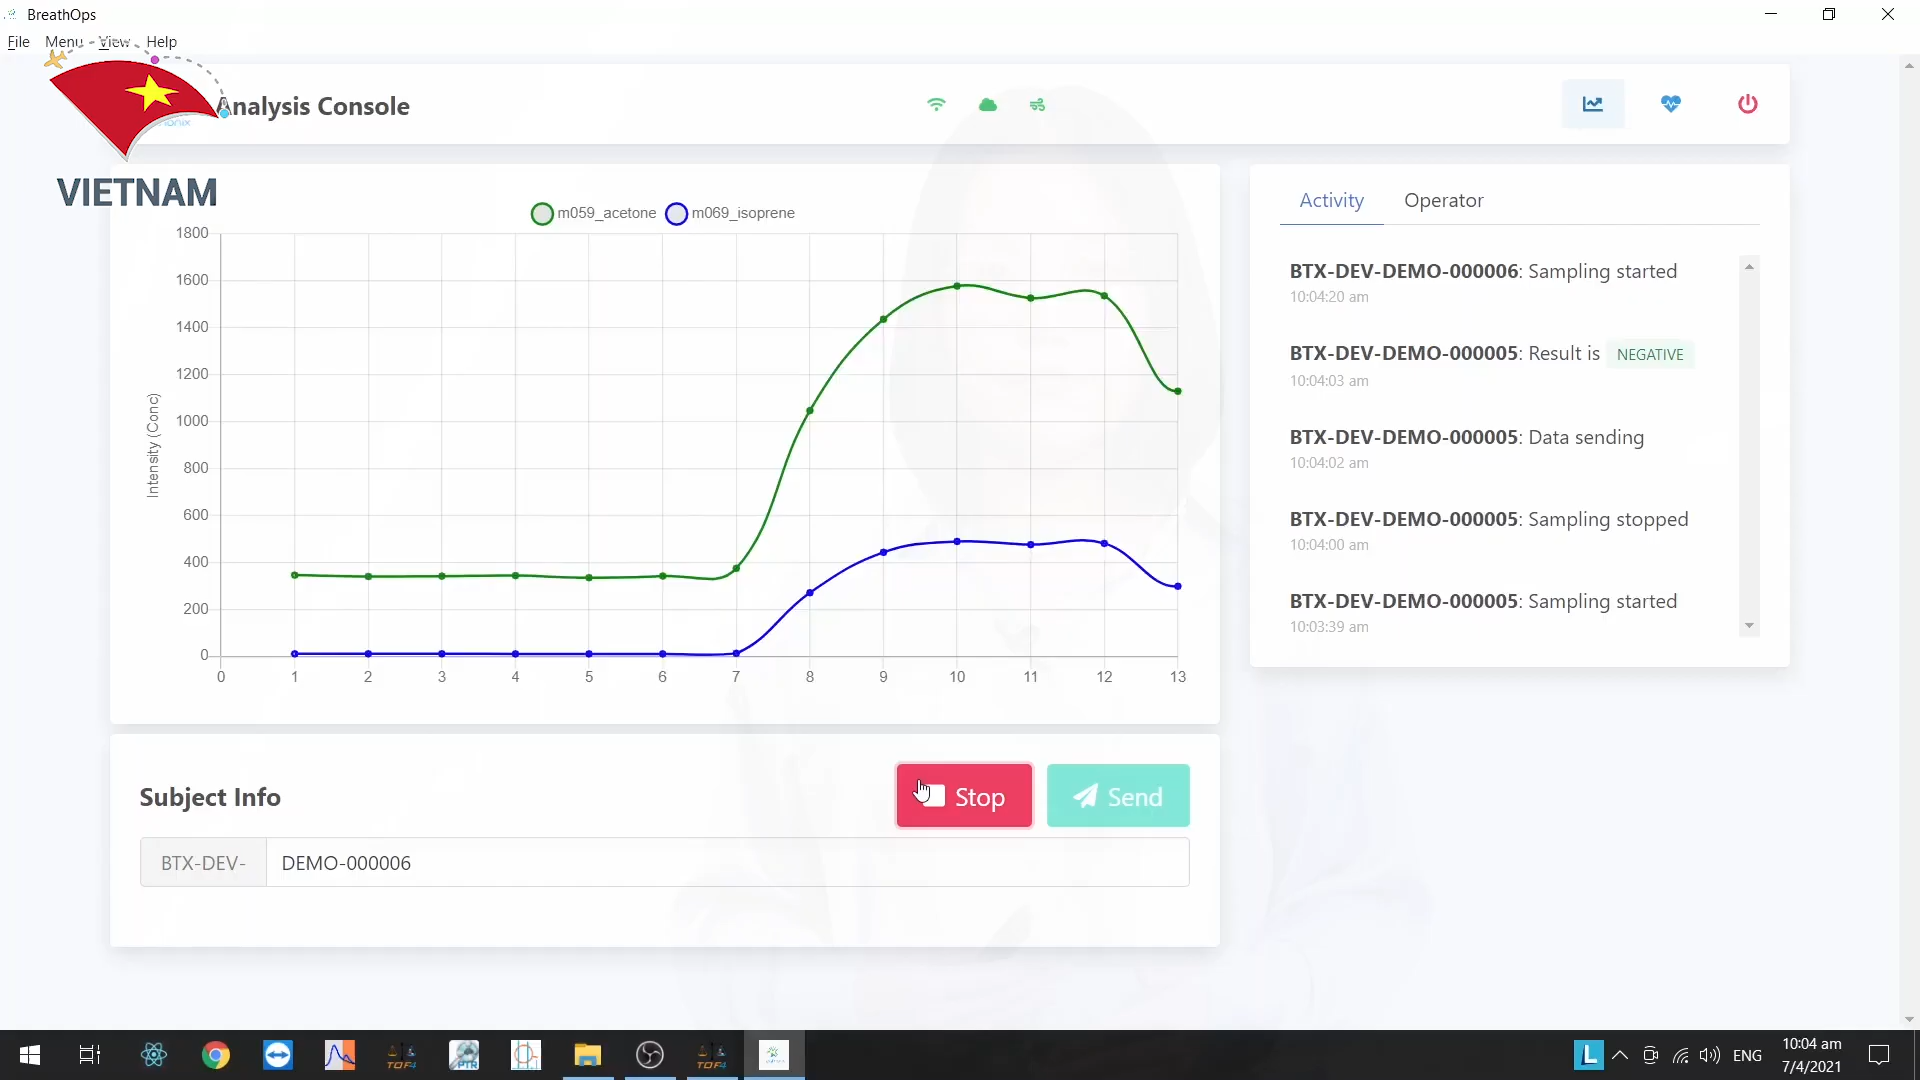 BreathOps
File Menu View Help
Analysis Console
VIETNAM
m059_acetone m069_isoprene
1800
1600
1400
1200
1000
800
600
400
200
0
Intensity (Conc)
0 1 2 3 4 5 6 7 8 9 10 11 12 13
Activity Operator
BTX-DEV-DEMO-000006: Sampling started
10:04:20 am
BTX-DEV-DEMO-000005: Result is NEGATIVE
10:04:03 am
BTX-DEV-DEMO-000005: Data sending
10:04:02 am
BTX-DEV-DEMO-000005: Sampling stopped
10:04:00 am
BTX-DEV-DEMO-000005: Sampling started
10:03:39 am
Subject Info
Stop
Send
BTX-DEV- DEMO-000006
TOF4
PTR
TOF4
L
ENG
10:04 am
7/4/2021